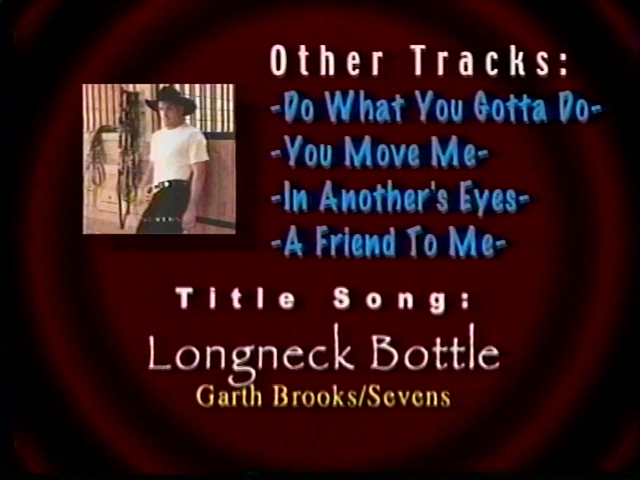 Other Tracks:
-Do What You Gotta Do-
-You Move Me-
-In Another's Eyes-
-A Friend To Me-
Title Song:
Longneck Bottle
Garth Brooks/Sevens